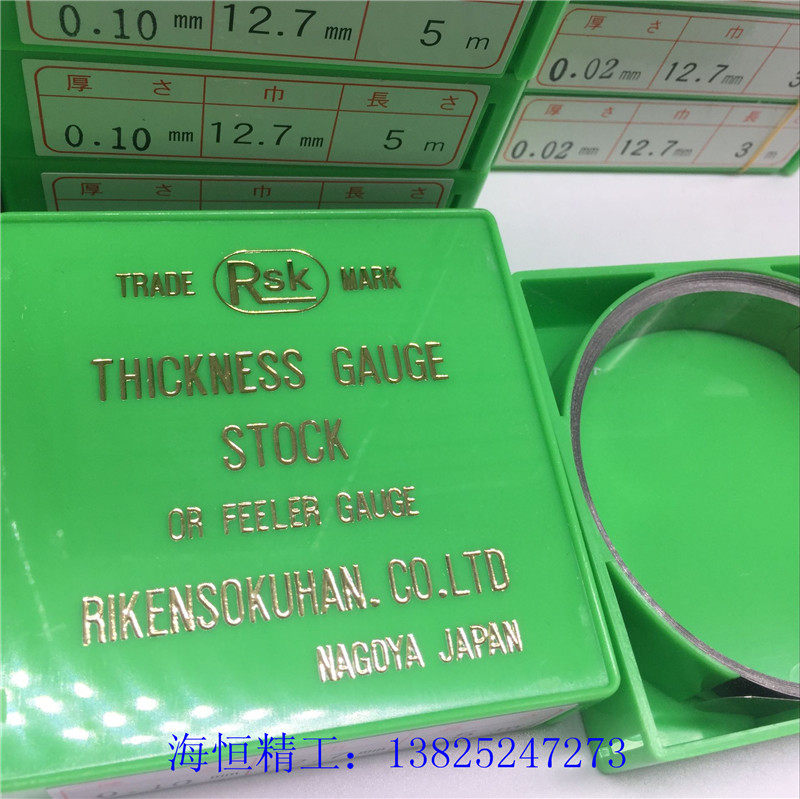 0.10 mm 12.7 mm 5 m
厚さ 巾 長さ
0.10 mm 12.7 mm 5 m
厚さ 巾 長さ
厚さ 巾 長
0.02 mm 12.7 mm 3
厚さ 巾 長
0.02 mm 12.7 mm 3 m
TRADE Rsk MARK
THICKNESS GAUGE
STOCK
OR FEELER GAUGE
RIKENSOKUHAN. CO. LTD
NAGOYA JAPAN
海恒精工：13825247273